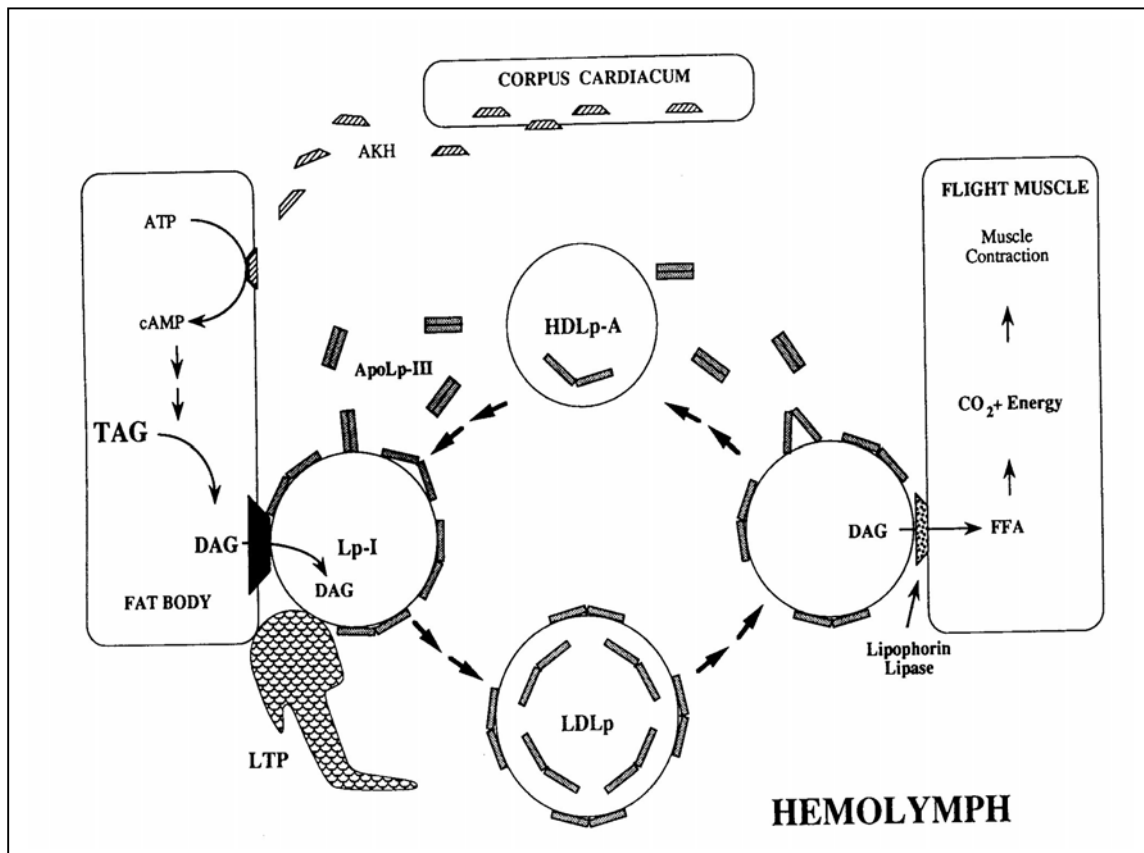 CORPUS CARDIACUM
AKH
ATP
cAMP
TAG
DAG
FAT BODY
LTP
ApoLp-III
Lp-I
DAG
HDLp-A
LDLp
DAG
FLIGHT MUSCLE
Muscle
Contraction
CO₂+ Energy
FFA
Lipophorin
Lipase
HEMOLYMPH